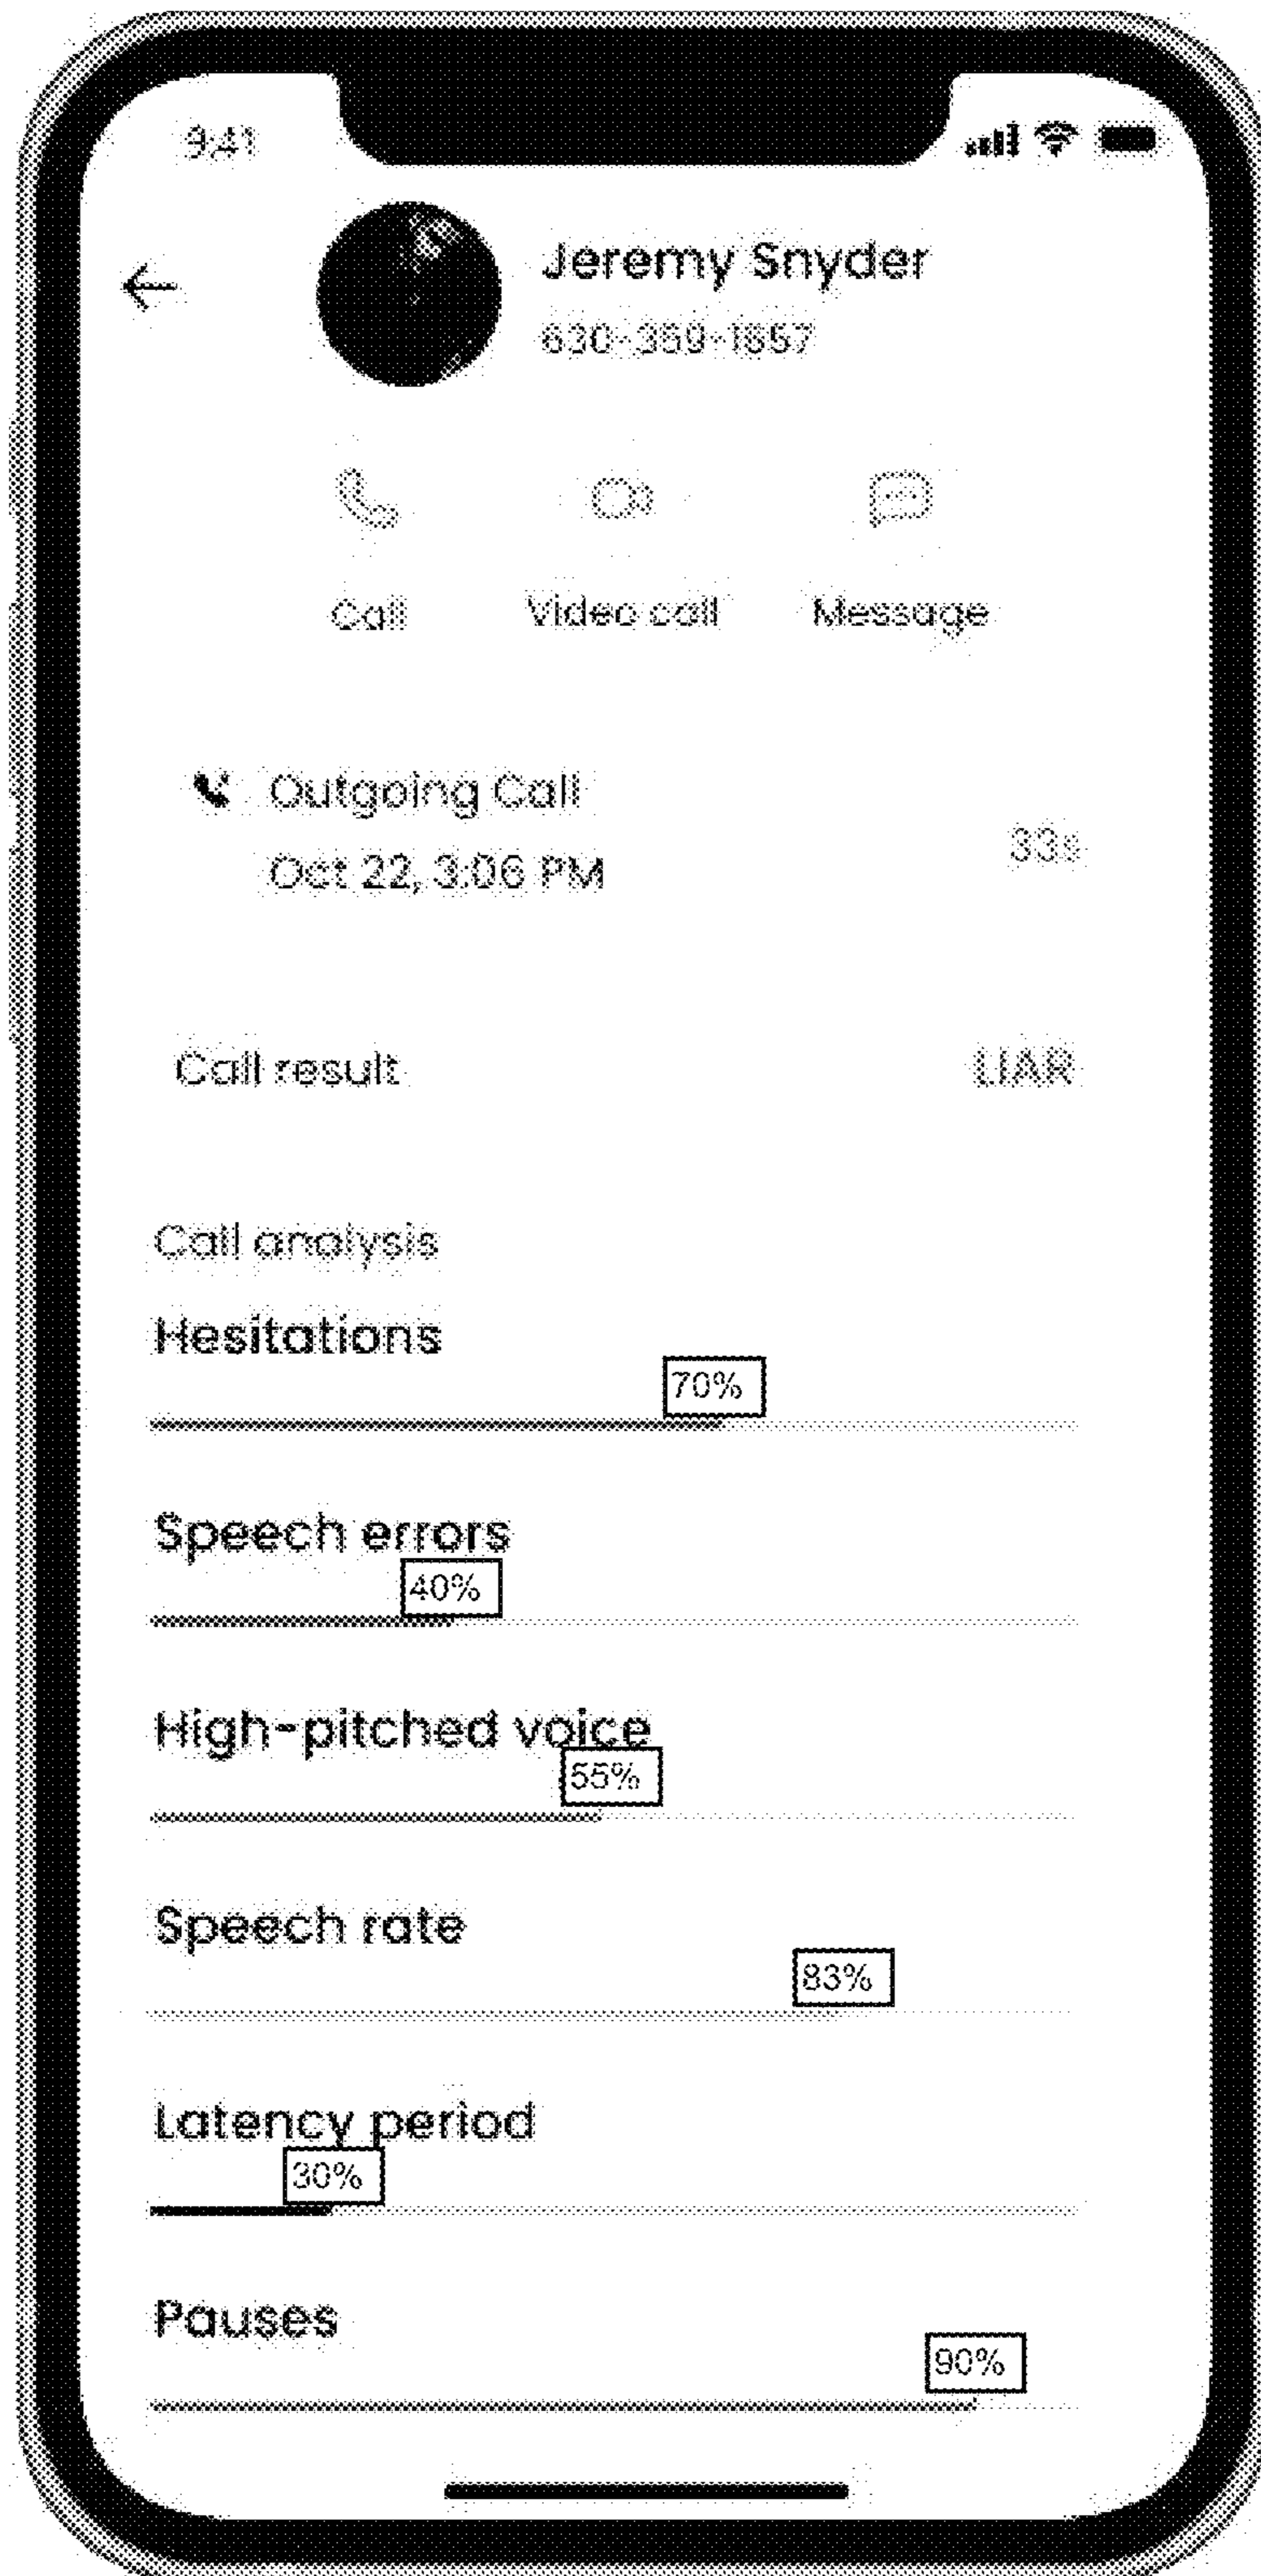 9:41
Jeremy Snyder
630-369-1857
Call Video call Message
Outgoing Call
Oct 22, 3:06 PM
33s
Call result LIAR
Call analysis
Hesitations
70%
Speech errors
40%
High-pitched voice
55%
Speech rate
83%
Latency period
30%
Pauses
90%